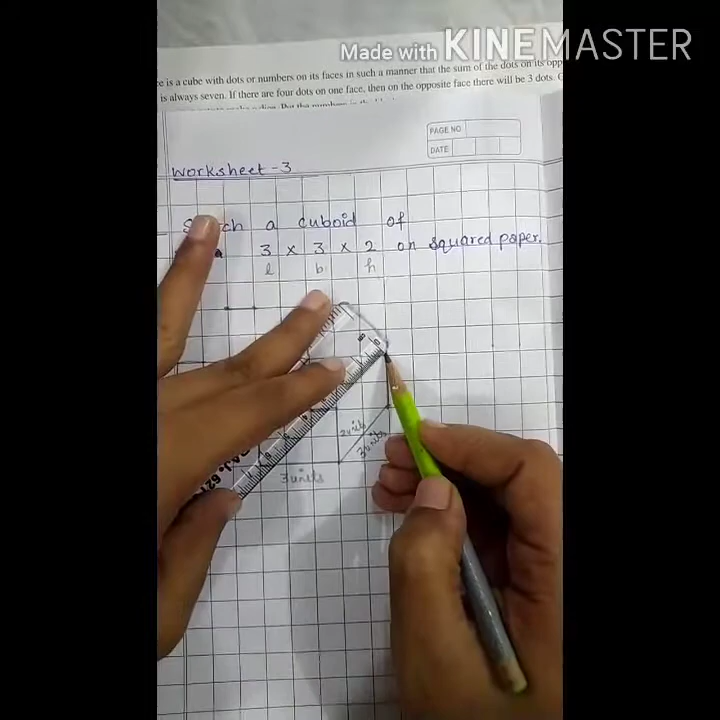 Made with KINEMASTER
e is a cube with dots or numbers on its faces in such a manner that the sum of the dots on its opp
is always seven. If there are four dots on one face, then on the opposite face there will be 3 dots.
PAGE NO.
DATE
Worksheet - 3
a cuboid of
3 x 3 x 2 on squared paper.
l b h
2 units
3 units
3 units